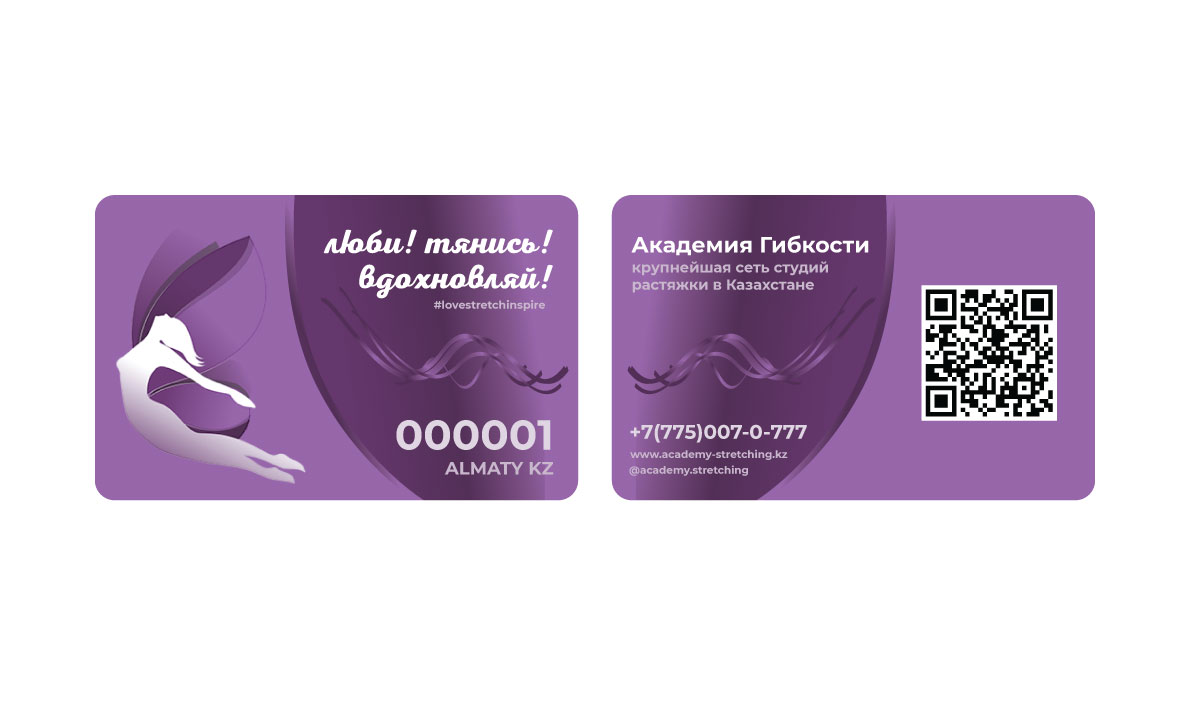 люби! тянись!
вдохновляй!
#lovestretchinspire
000001
ALMATY KZ
Академия Гибкости
крупнейшая сеть студий
растяжки в Казахстане
+7(775)007-0-777
www.academy-stretching.kz
@academy.stretching